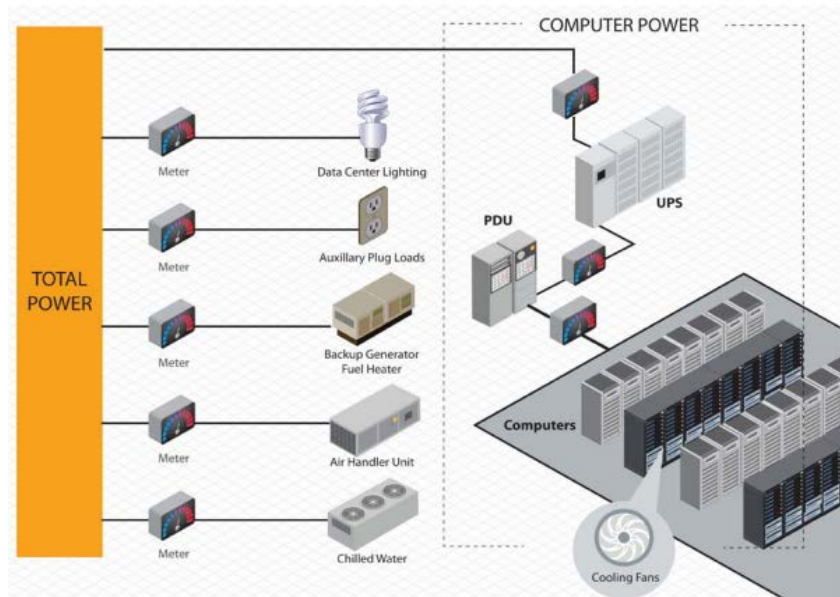 COMPUTER POWER
Meter
Data Center Lighting
UPS
PDU
Meter
Auxillary Plug Loads
TOTAL
POWER
Meter
Backup Generator
Fuel Heater
Computers
Meter
Air Handler Unit
Meter
Chilled Water
Cooling Fans